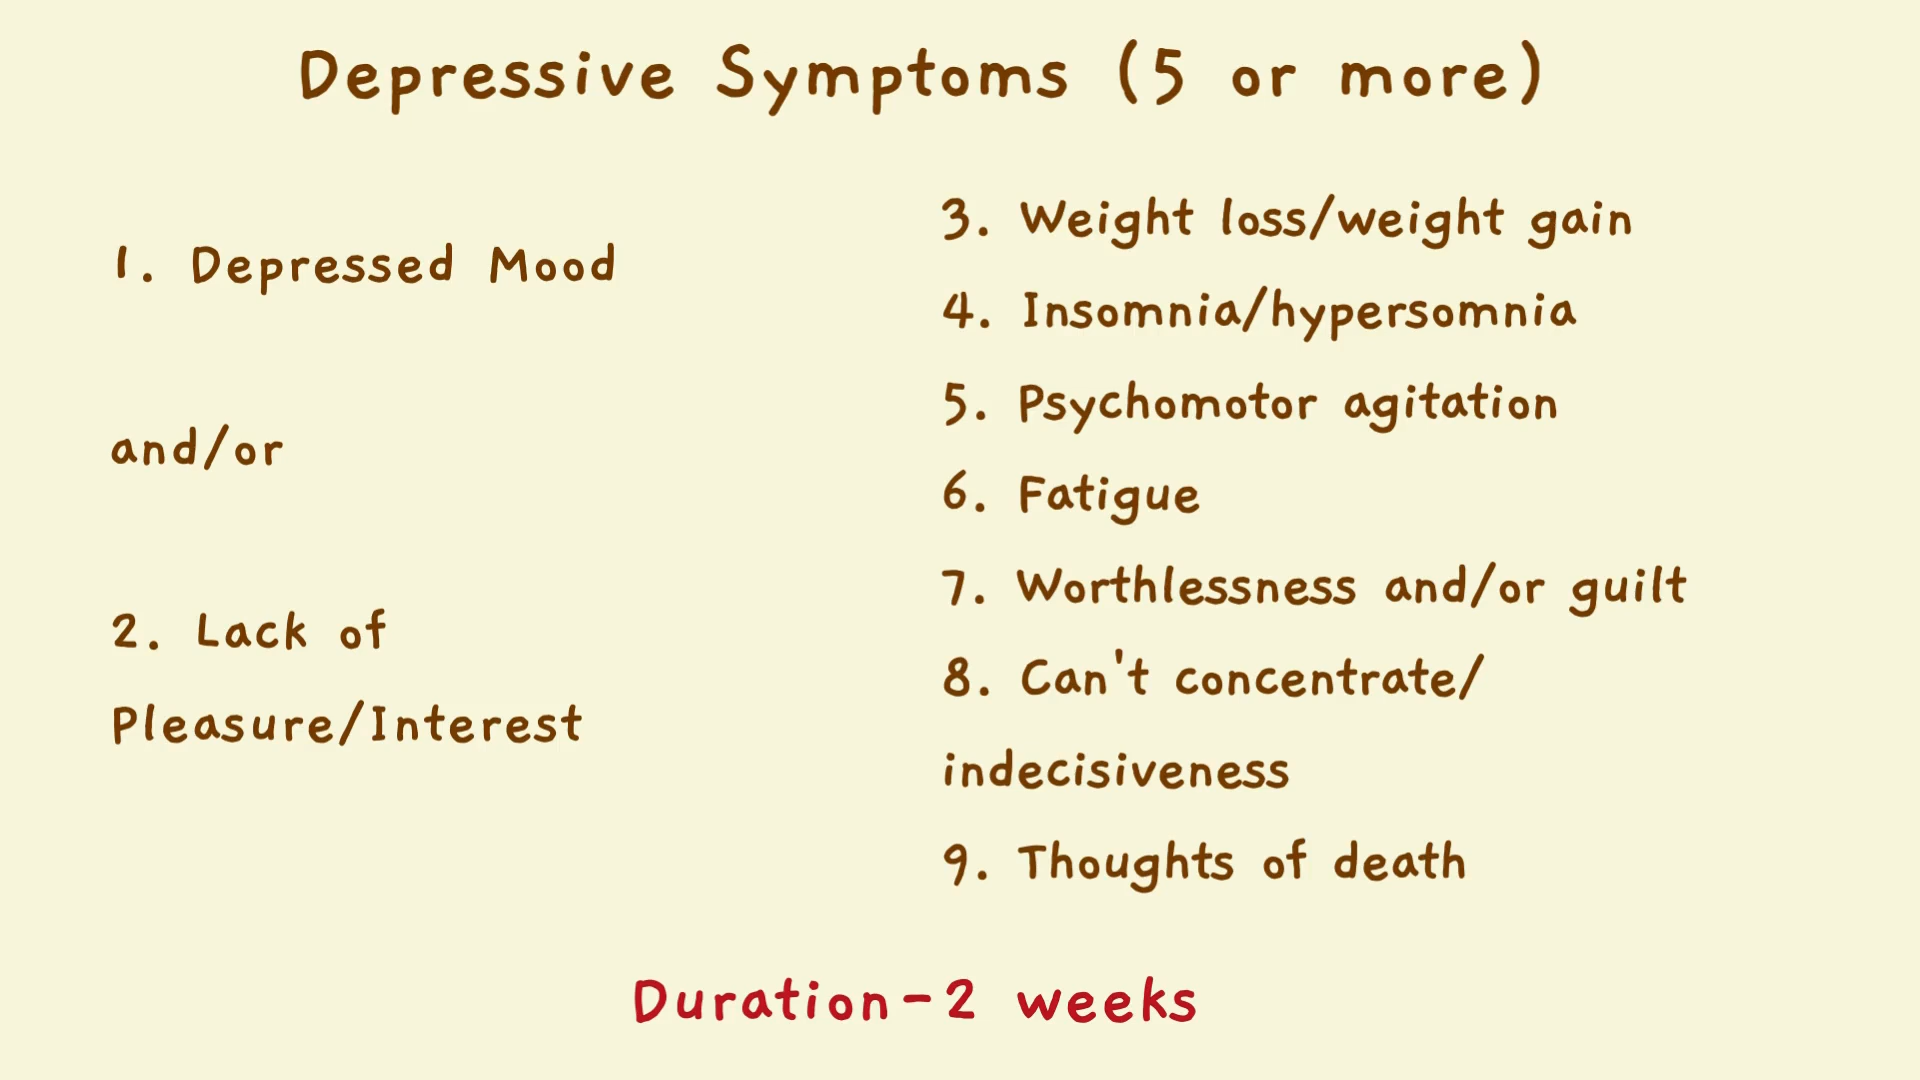 Depressive Symptoms (5 or more)
1. Depressed Mood
and/or
2. Lack of
Pleasure/Interest
3. Weight loss/weight gain
4. Insomnia/hypersomnia
5. Psychomotor agitation
6. Fatigue
7. Worthlessness and/or guilt
8. Can't concentrate/
indecisiveness
9. Thoughts of death
Duration-2 weeks